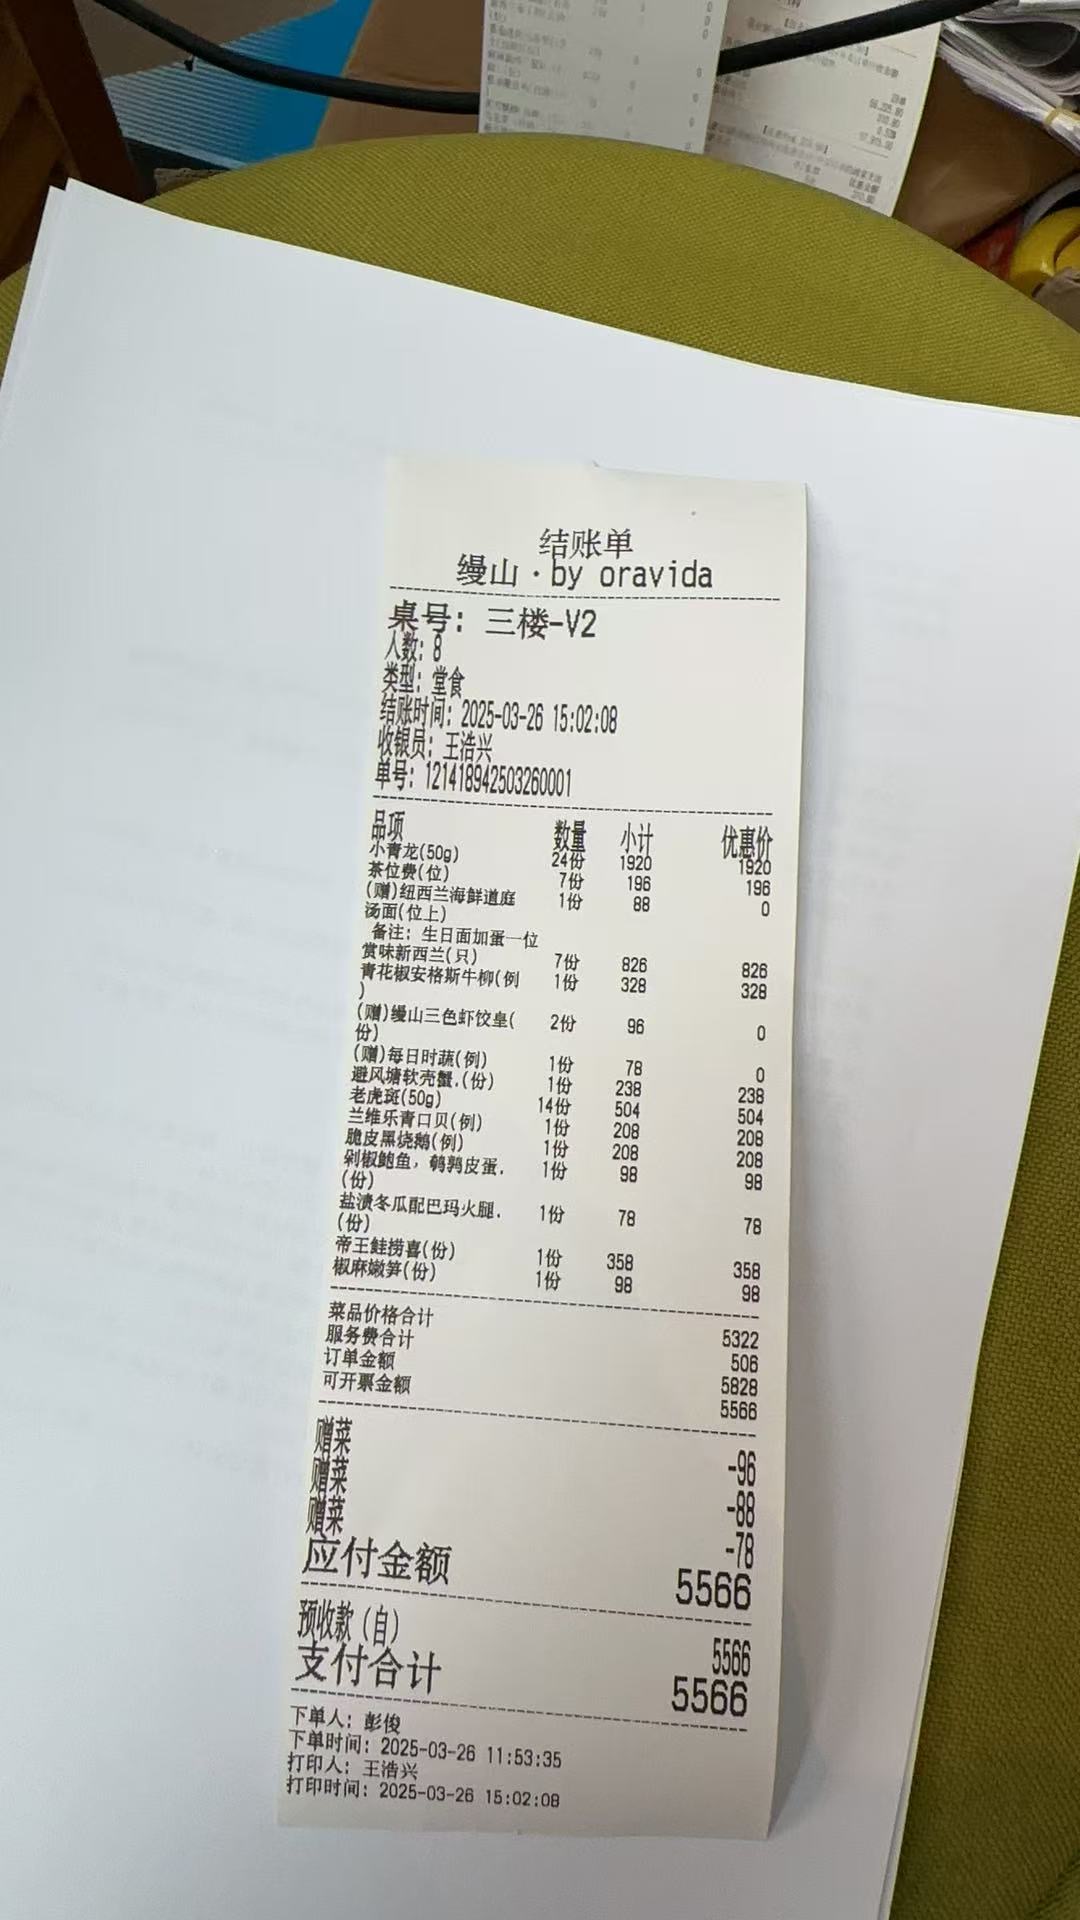 结账单
缦山·by oravida
桌号: 三楼-V2
人数: 8
类型: 堂食
结账时间: 2025-03-26 15:02:08
收银员: 王浩兴
单号: 121418942503260001
品项 数量 小计 优惠价
小青龙(50g) 24份 1920 1920
茶位费(位) 7份 196 196
(赠)纽西兰海鲜道庭 1份 88 0
汤面(位上)
备注: 生日面加蛋一位
赏味新西兰(只) 7份 826 826
青花椒安格斯牛柳(例 1份 328 328
)
(赠)缦山三色虾饺皇( 2份 96 0
份)
(赠)每日时蔬(例) 1份 78 0
避风塘软壳蟹.(份) 1份 238 238
老虎斑(50g) 14份 504 504
兰维乐青口贝(例) 1份 208 208
脆皮黑烧鹅(例) 1份 208 208
剁椒鲍鱼，鹌鹑皮蛋. 1份 98 98
(份)
盐渍冬瓜配巴玛火腿. 1份 78 78
(份)
帝王鲑捞喜(份) 1份 358 358
椒麻嫩笋(份) 1份 98 98
菜品价格合计 5322
服务费合计 506
订单金额 5828
可开票金额 5566
赠菜 -96
赠菜 -88
赠菜 -78
应付金额 5566
预收款(自) 5566
支付合计 5566
下单人: 彭俊
下单时间: 2025-03-26 11:53:35
打印人: 王浩兴
打印时间: 2025-03-26 15:02:08